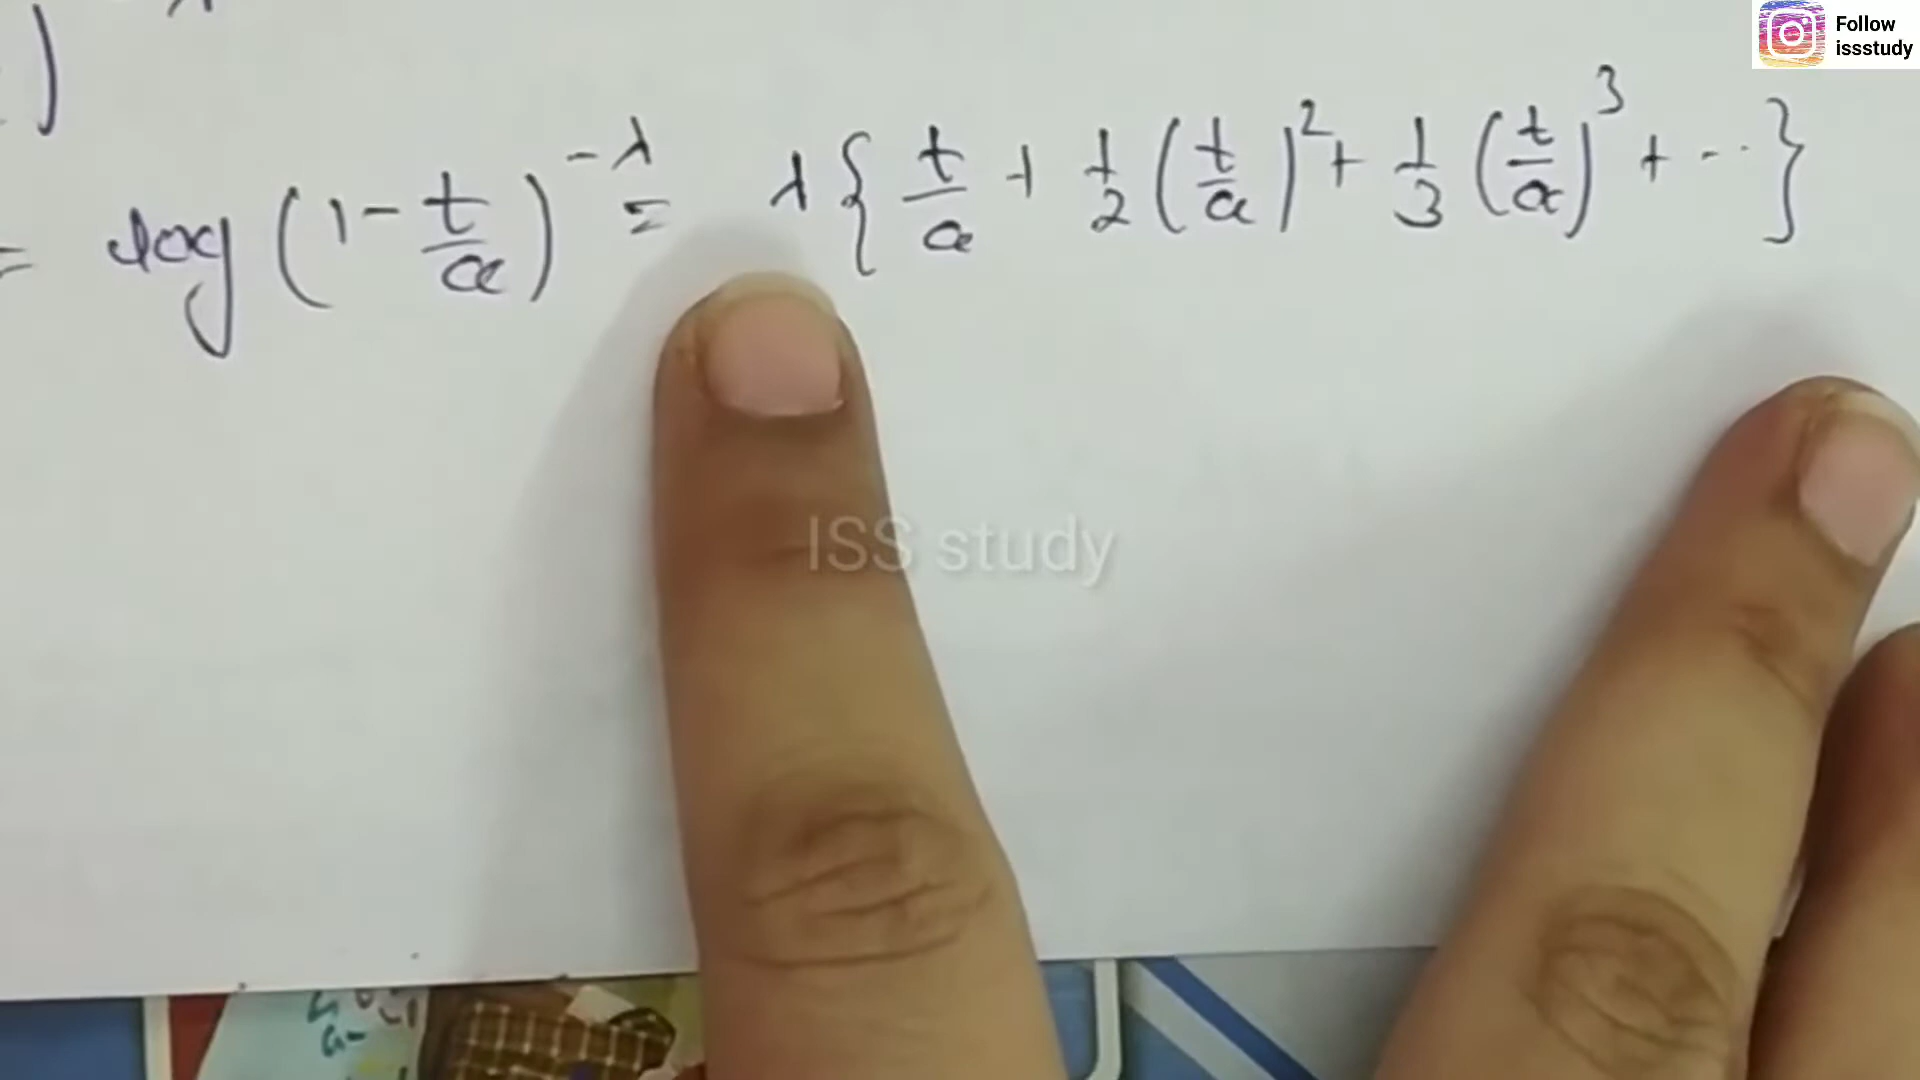 Follow
issstudy
= log (1 - t/α)^-λ = λ { t/α + 1/2 (t/α)^2 + 1/3 (t/α)^3 + ... }
ISS study